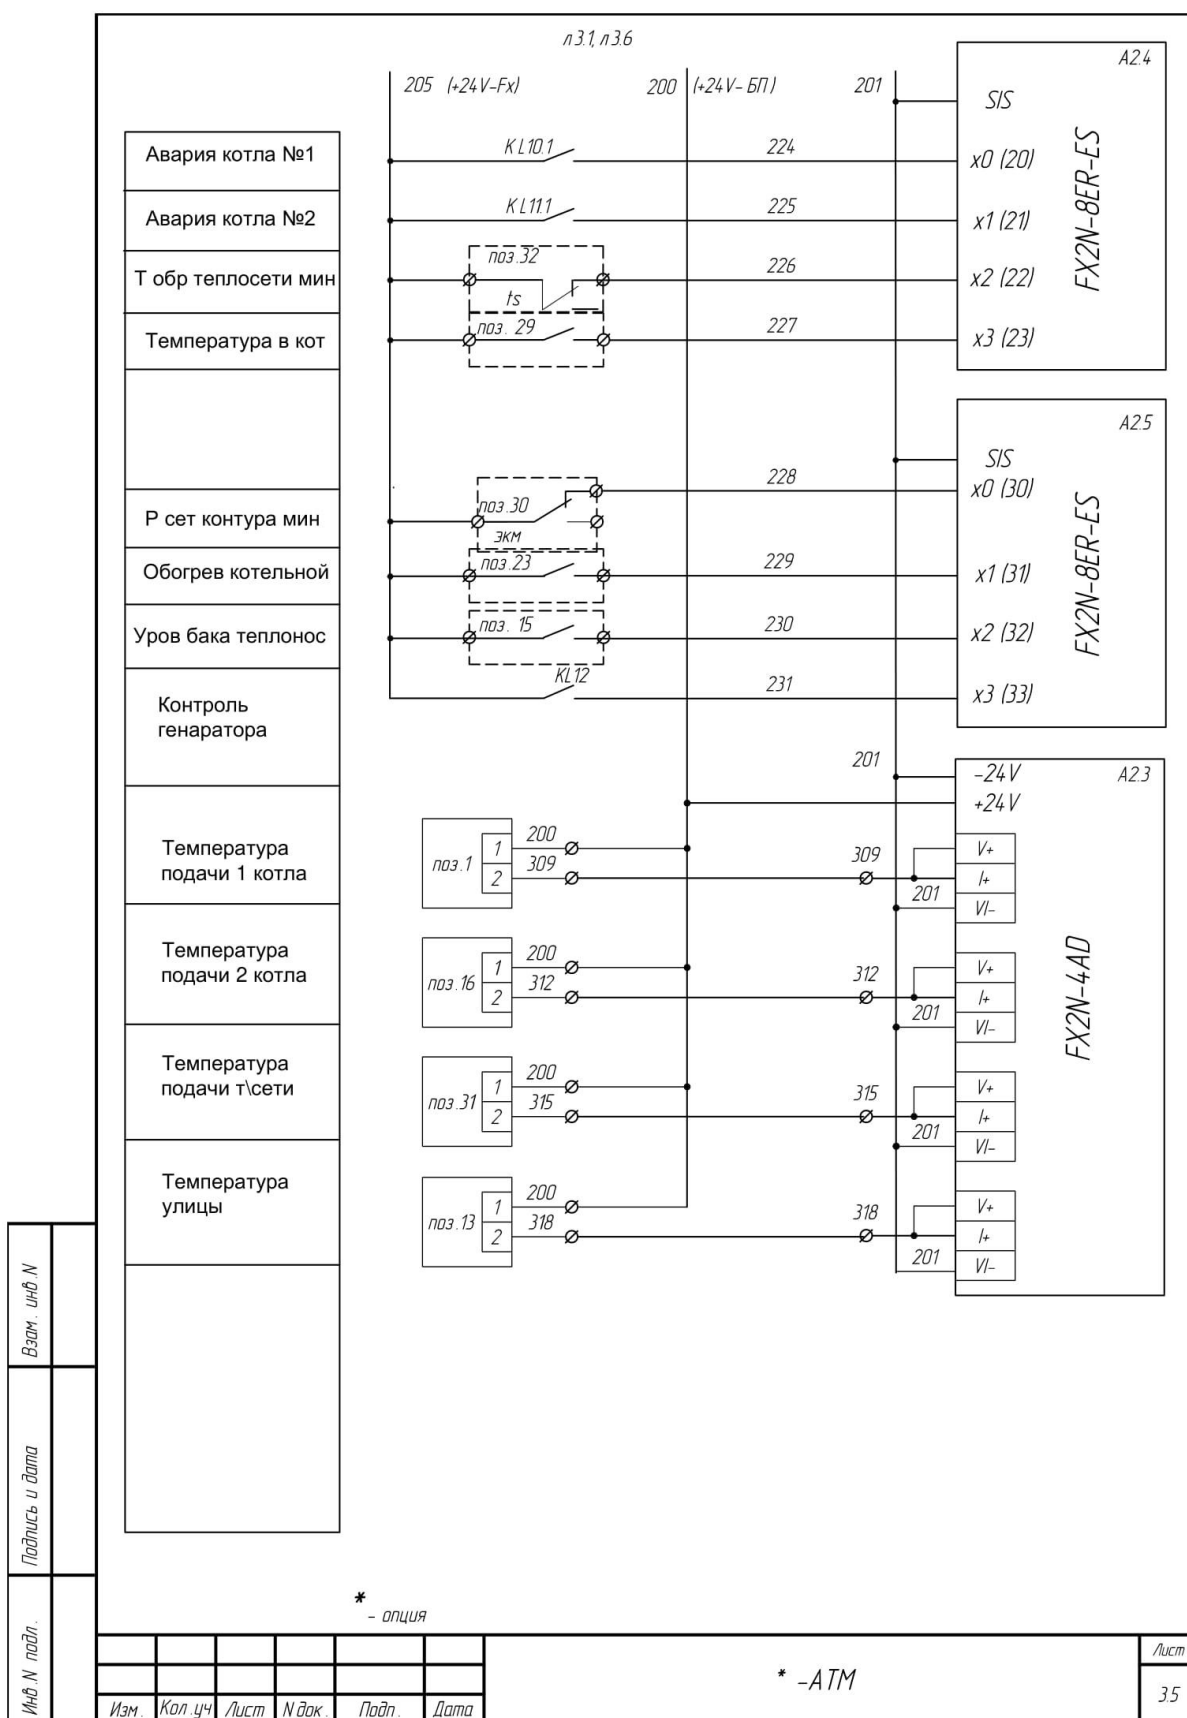 л3.1, л3.6
205 (+24V-Fx)
200 (+24V- БП)
201
A2.4
SIS
FX2N-8ER-ES
Авария котла №1
KL10.1
224
x0 (20)
Авария котла №2
KL11.1
225
x1 (21)
Т обр теплосети мин
поз.32
ts
226
x2 (22)
Температура в кот
поз. 29
227
x3 (23)
A2.5
SIS
FX2N-8ER-ES
228
x0 (30)
Р сет контура мин
поз.30
ЭКМ
Обогрев котельной
поз.23
229
x1 (31)
Уров бака теплонос
поз. 15
230
x2 (32)
Контроль
генаратора
KL12
231
x3 (33)
201
-24V
A2.3
+24V
FX2N-4AD
Температура
подачи 1 котла
поз.1
1
200
2
309
309
201
V+
I+
VI-
Температура
подачи 2 котла
поз.16
1
200
2
312
312
201
V+
I+
VI-
Температура
подачи т\сети
поз.31
1
200
2
315
315
201
V+
I+
VI-
Температура
улицы
поз.13
1
200
2
318
318
201
V+
I+
VI-
Взам. инв.N
Подпись и дата
Инв.N подл.
* - опция
Изм.
Кол.уч
Лист
N док.
Подп.
Дата
* -АТМ
Лист
3.5